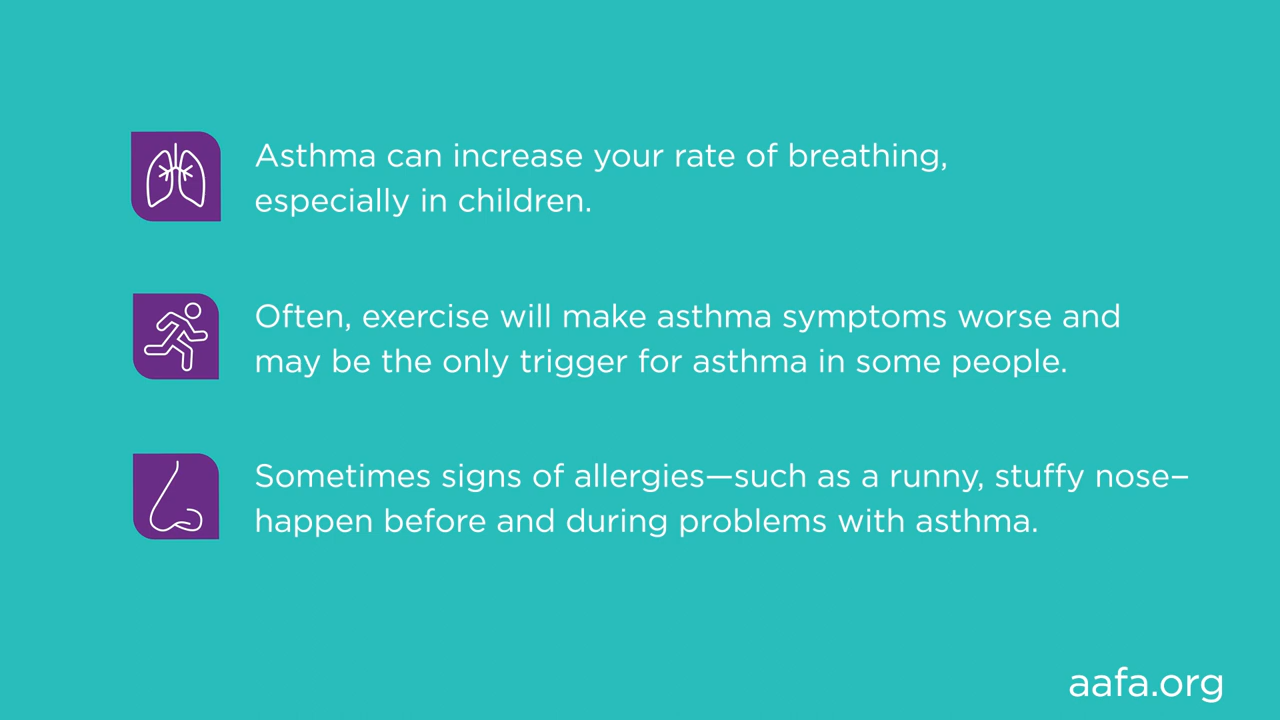 Asthma can increase your rate of breathing,
especially in children.
Often, exercise will make asthma symptoms worse and
may be the only trigger for asthma in some people.
Sometimes signs of allergies—such as a runny, stuffy nose–
happen before and during problems with asthma.
aafa.org